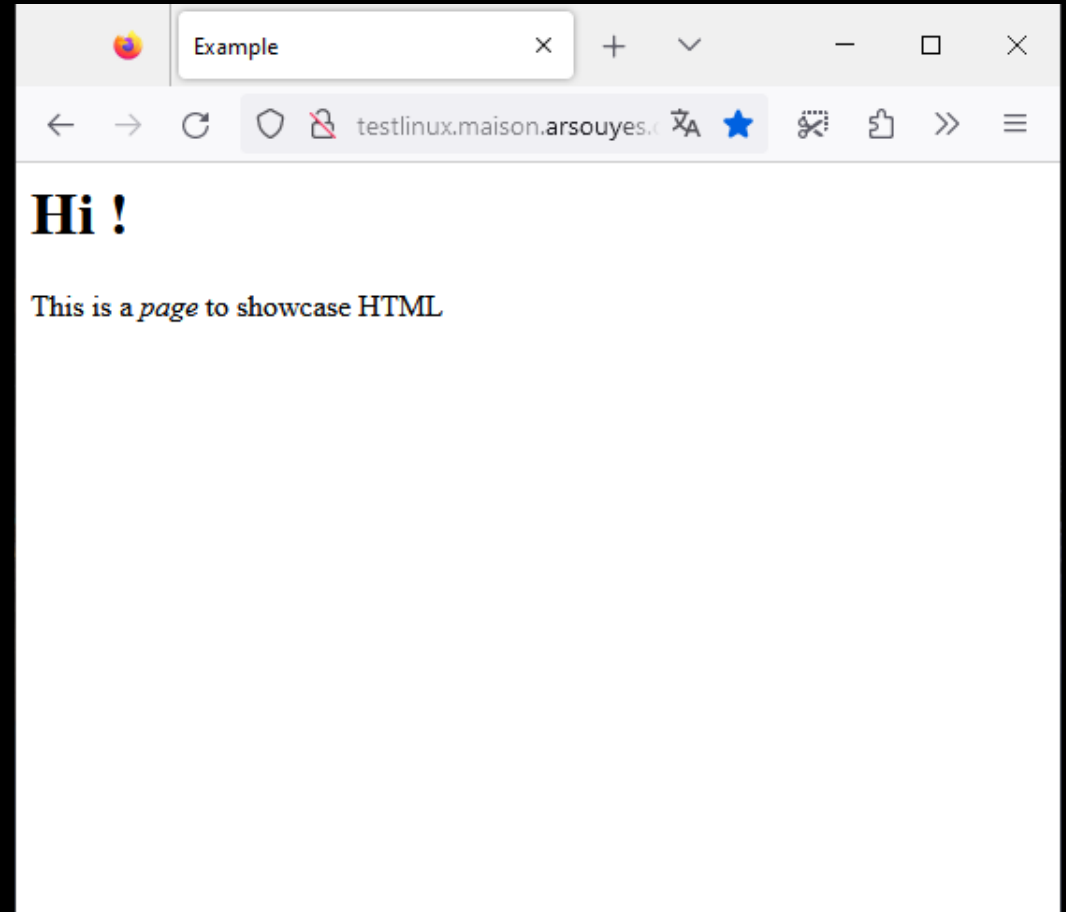 Example
testlinux.maison.arsouyes.
Hi !
This is a page to showcase HTML